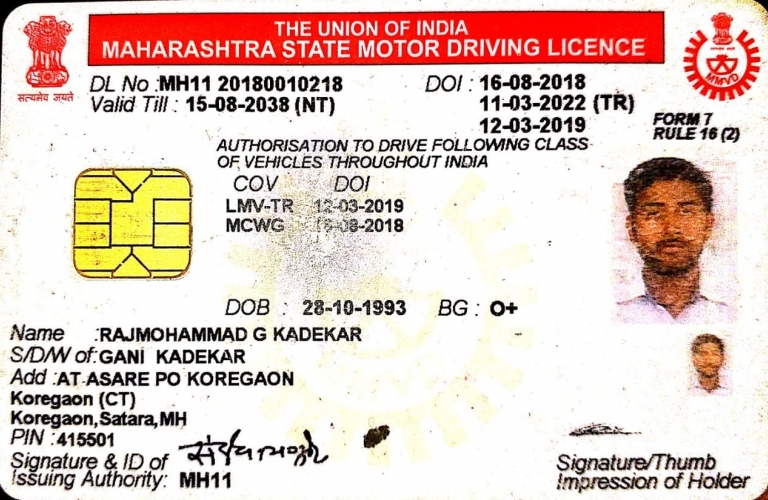 THE UNION OF INDIA
MAHARASHTRA STATE MOTOR DRIVING LICENCE
सत्यमेव जयते
MMVD
DL No : MH11 20180010218 DOI : 16-08-2018
Valid Till : 15-08-2038 (NT) 11-03-2022 (TR)
12-03-2019
FORM 7
RULE 16 (2)
AUTHORISATION TO DRIVE FOLLOWING CLASS
OF VEHICLES THROUGHOUT INDIA
COV DOI
LMV-TR 12-03-2019
MCWG 16-08-2018
DOB : 28-10-1993 BG : O+
Name : RAJMOHAMMAD G KADEKAR
S/D/W of : GANI KADEKAR
Add : AT ASARE PO KOREGAON
Koregaon (CT)
Koregaon,Satara,MH
PIN : 415501
Signature & ID of
Issuing Authority: MH11
Signature/Thumb
Impression of Holder